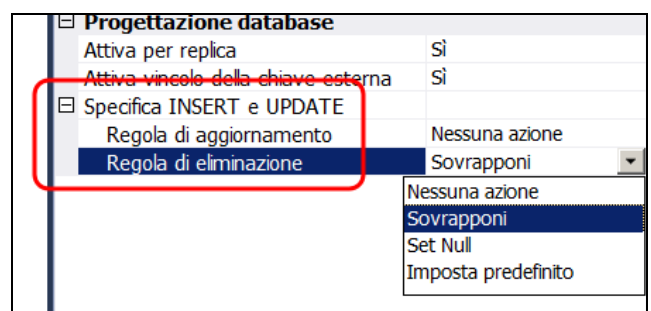 Progettazione database
Attiva per replica Sì
Attiva vincolo della chiave esterna Sì
Specifica INSERT e UPDATE
Regola di aggiornamento Nessuna azione
Regola di eliminazione Sovrapponi
Nessuna azione
Sovrapponi
Set Null
Imposta predefinito